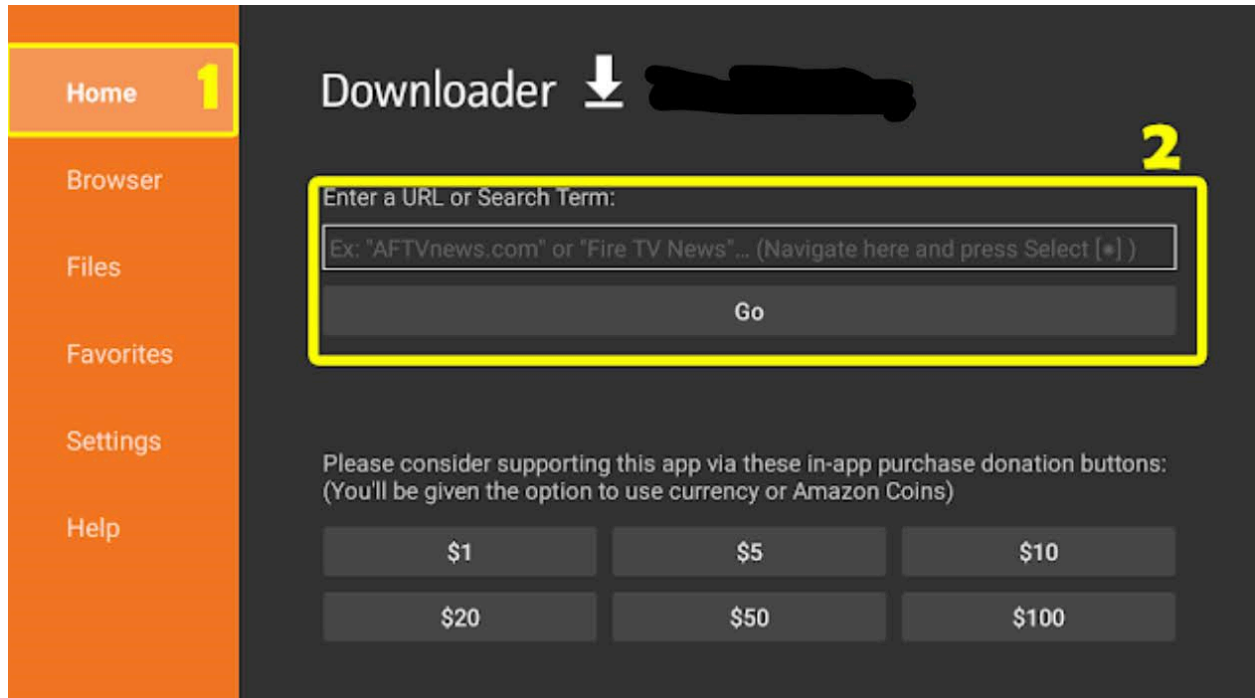 Home 1
Browser
Files
Favorites
Settings
Help
Downloader
2
Enter a URL or Search Term:
Ex: "AFTVnews.com" or "Fire TV News"... (Navigate here and press Select [●] )
Go
Please consider supporting this app via these in-app purchase donation buttons:
(You'll be given the option to use currency or Amazon Coins)
$1 $5 $10
$20 $50 $100